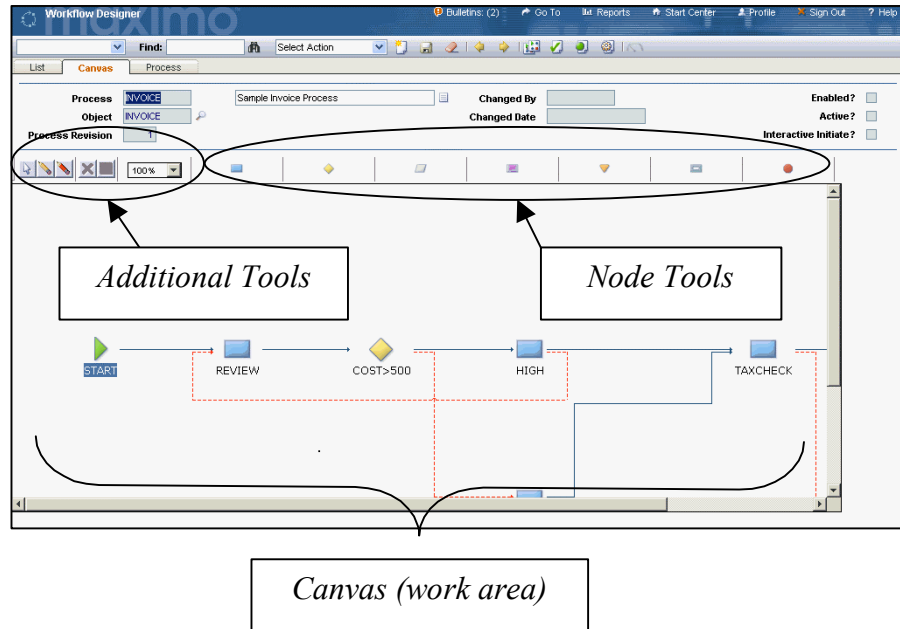 Workflow Designer
maximo
Bulletins: (2) Go To Reports Start Center Profile Sign Out ? Help
Find: Select Action
List Canvas Process
Process INVOICE Sample Invoice Process Changed By Enabled?
Object INVOICE Changed Date Active?
Process Revision 1 Interactive Initiate?
100%
Additional Tools Node Tools
START REVIEW COST>500 HIGH TAXCHECK
Canvas (work area)